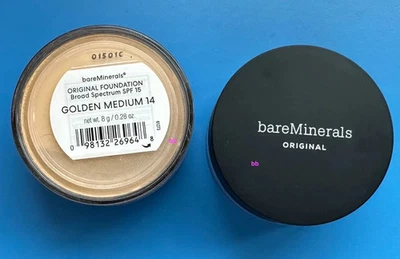 01501C
bareMinerals®
ORIGINAL FOUNDATION
Broad Spectrum SPF 15
GOLDEN MEDIUM 14
net wt. 8 g / 0.28 oz.
0 98132 26964
bareMinerals
ORIGINAL
bb